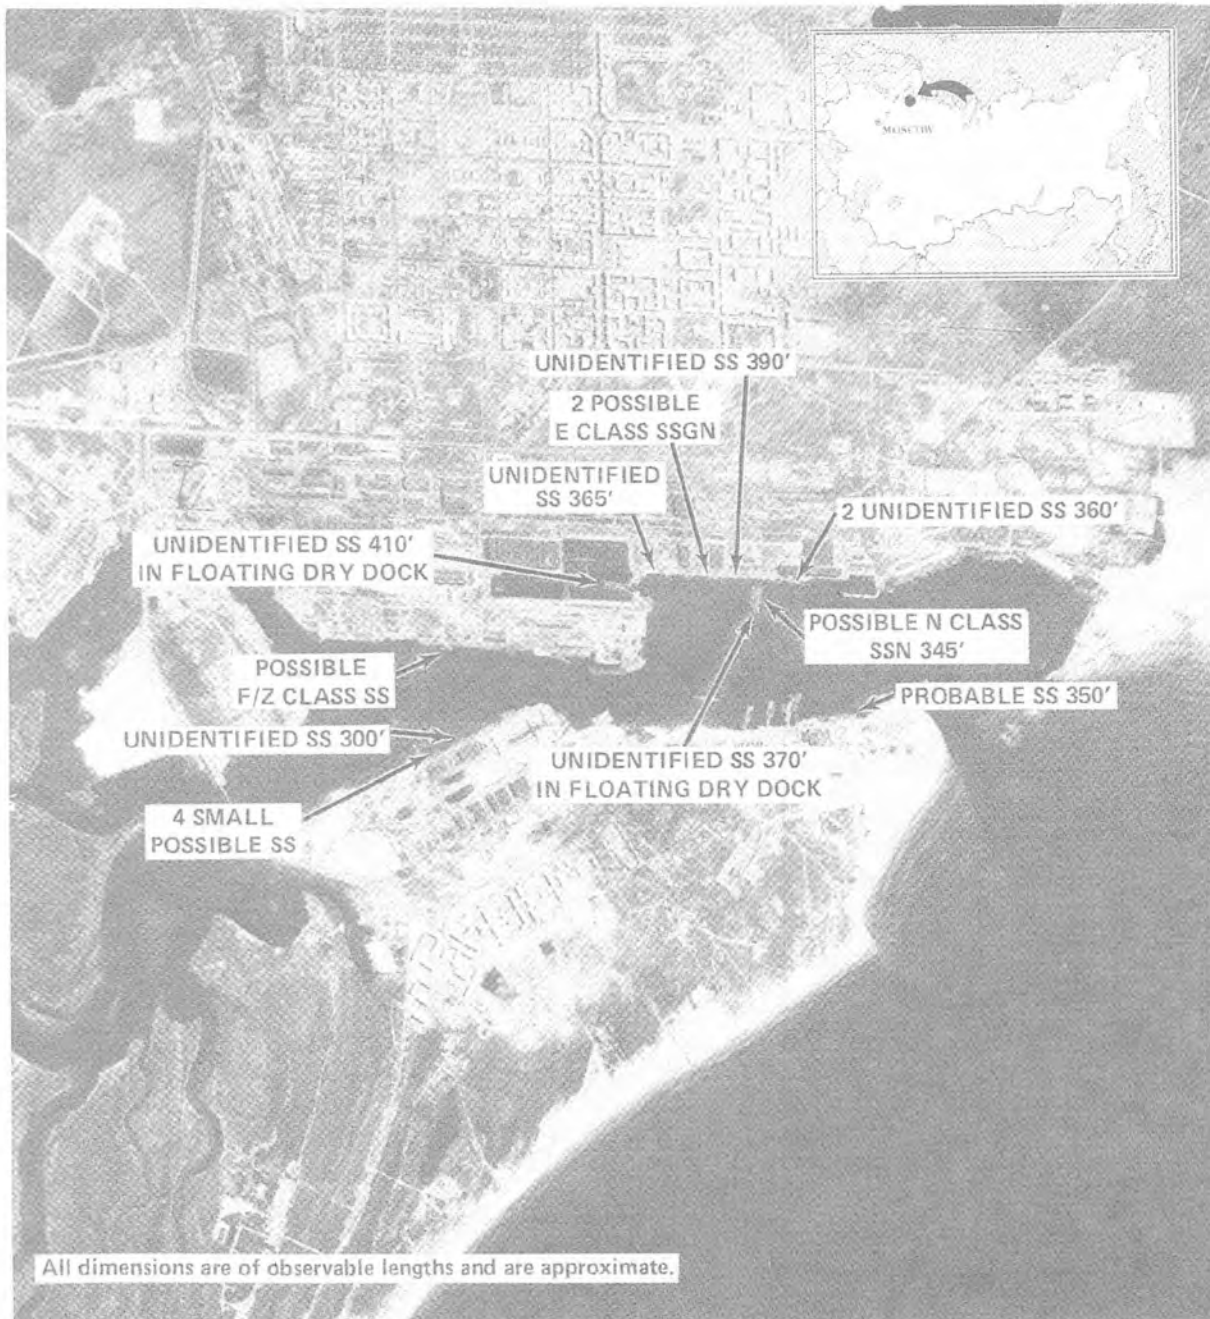 MOSCOW
UNIDENTIFIED SS 390'
2 POSSIBLE
E CLASS SSGN
UNIDENTIFIED
SS 365'
2 UNIDENTIFIED SS 360'
UNIDENTIFIED SS 410'
IN FLOATING DRY DOCK
POSSIBLE N CLASS
SSN 345'
POSSIBLE
F/Z CLASS SS
PROBABLE SS 350'
UNIDENTIFIED SS 300'
UNIDENTIFIED SS 370'
IN FLOATING DRY DOCK
4 SMALL
POSSIBLE SS
All dimensions are of observable lengths and are approximate.